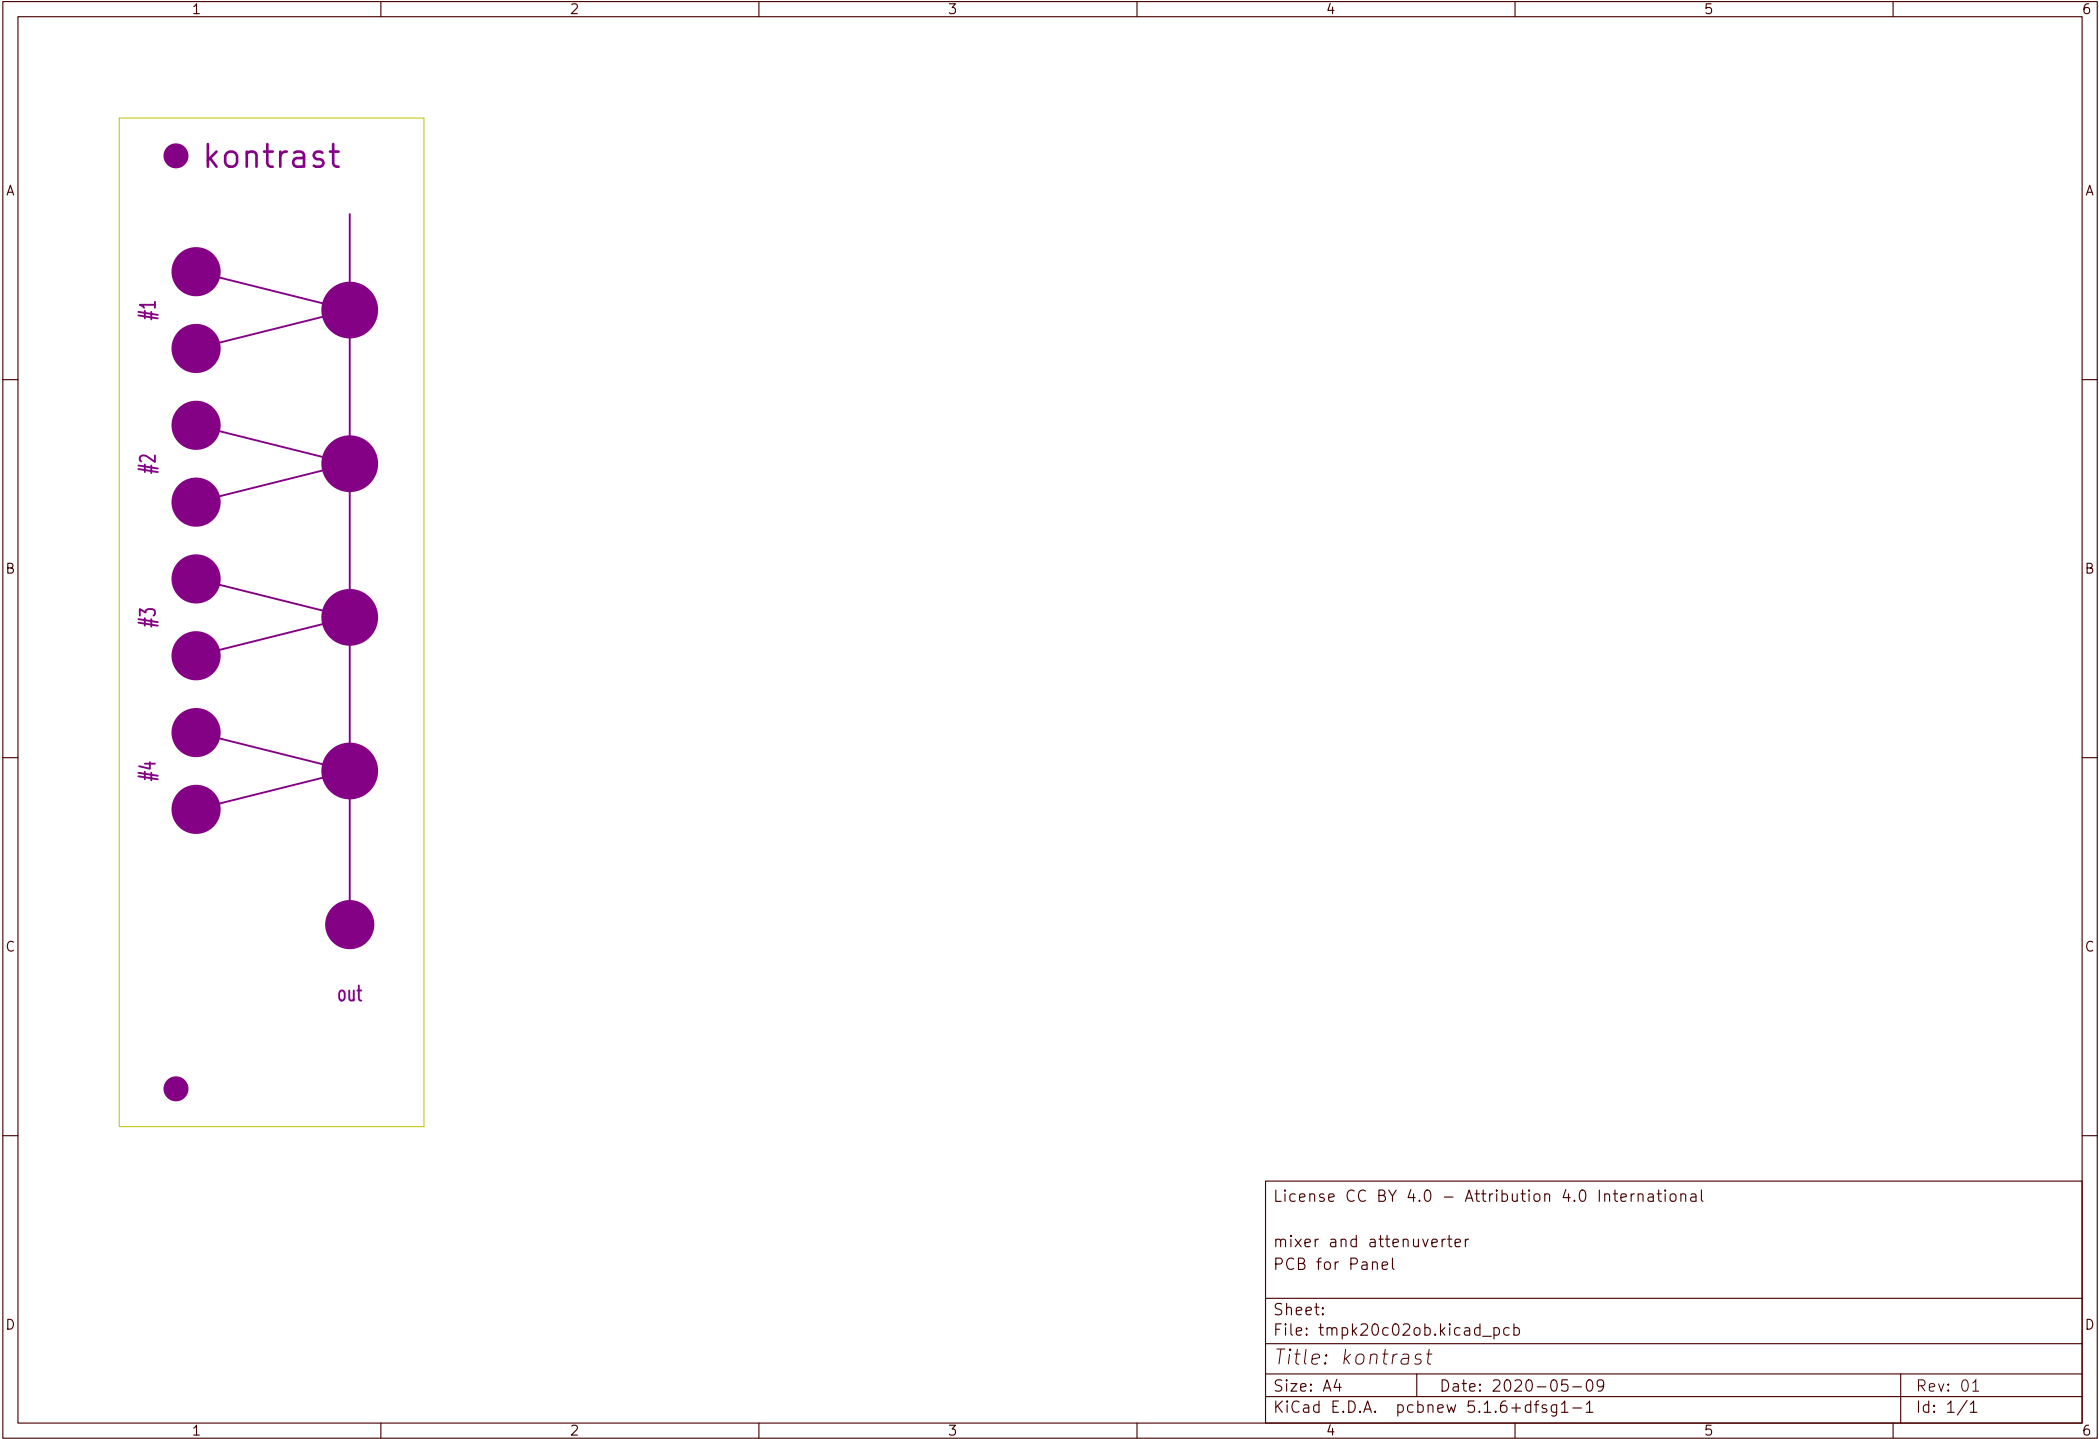 1 2 3 4 5 6
kontrast
A A
#1
#2
B B
#3
#4
C C
out
License CC BY 4.0 – Attribution 4.0 International
mixer and attenuverter
PCB for Panel
Sheet:
File: tmpk20c02ob.kicad_pcb
D D
Title: kontrast
Size: A4 Date: 2020-05-09 Rev: 01
KiCad E.D.A. pcbnew 5.1.6+dfsg1-1 Id: 1/1
1 2 3 4 5 6